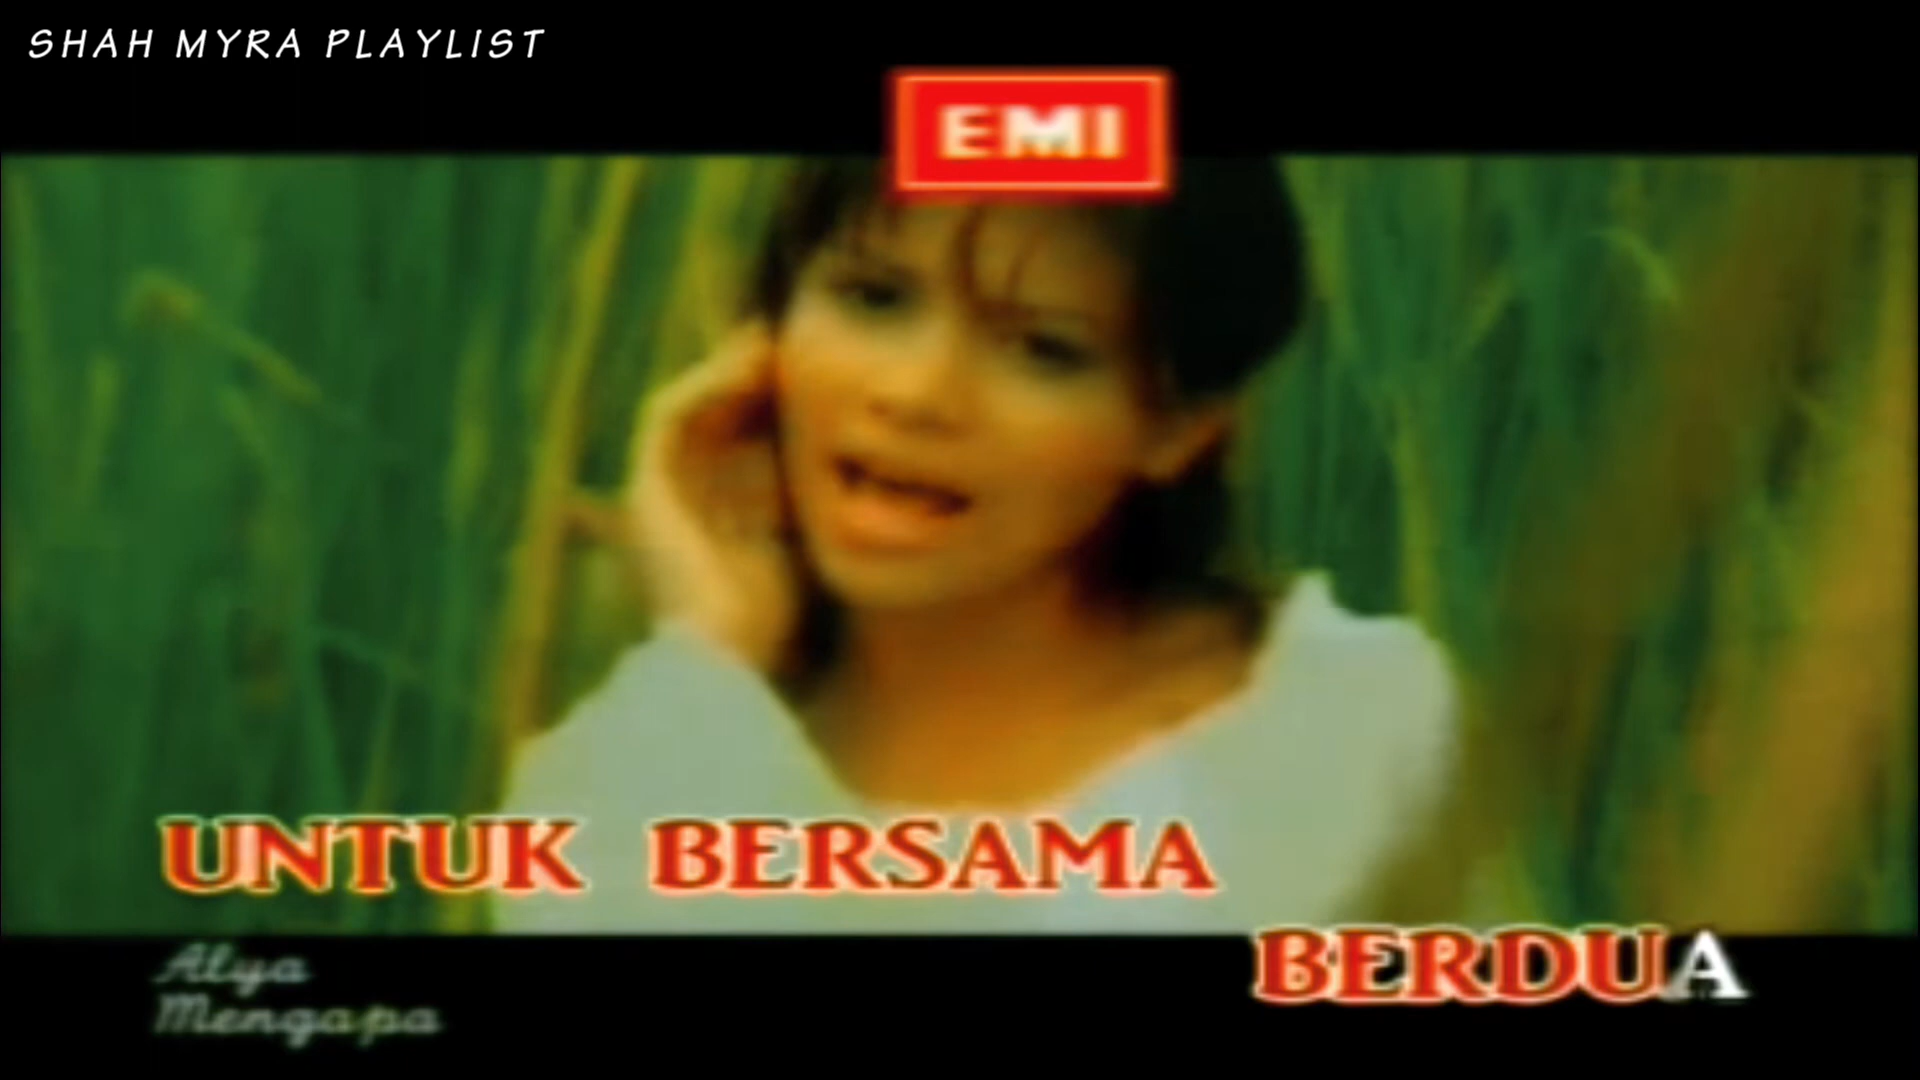 SHAH MYRA PLAYLIST
EMI
UNTUK BERSAMA
BERDUA
Alya
Mengapa